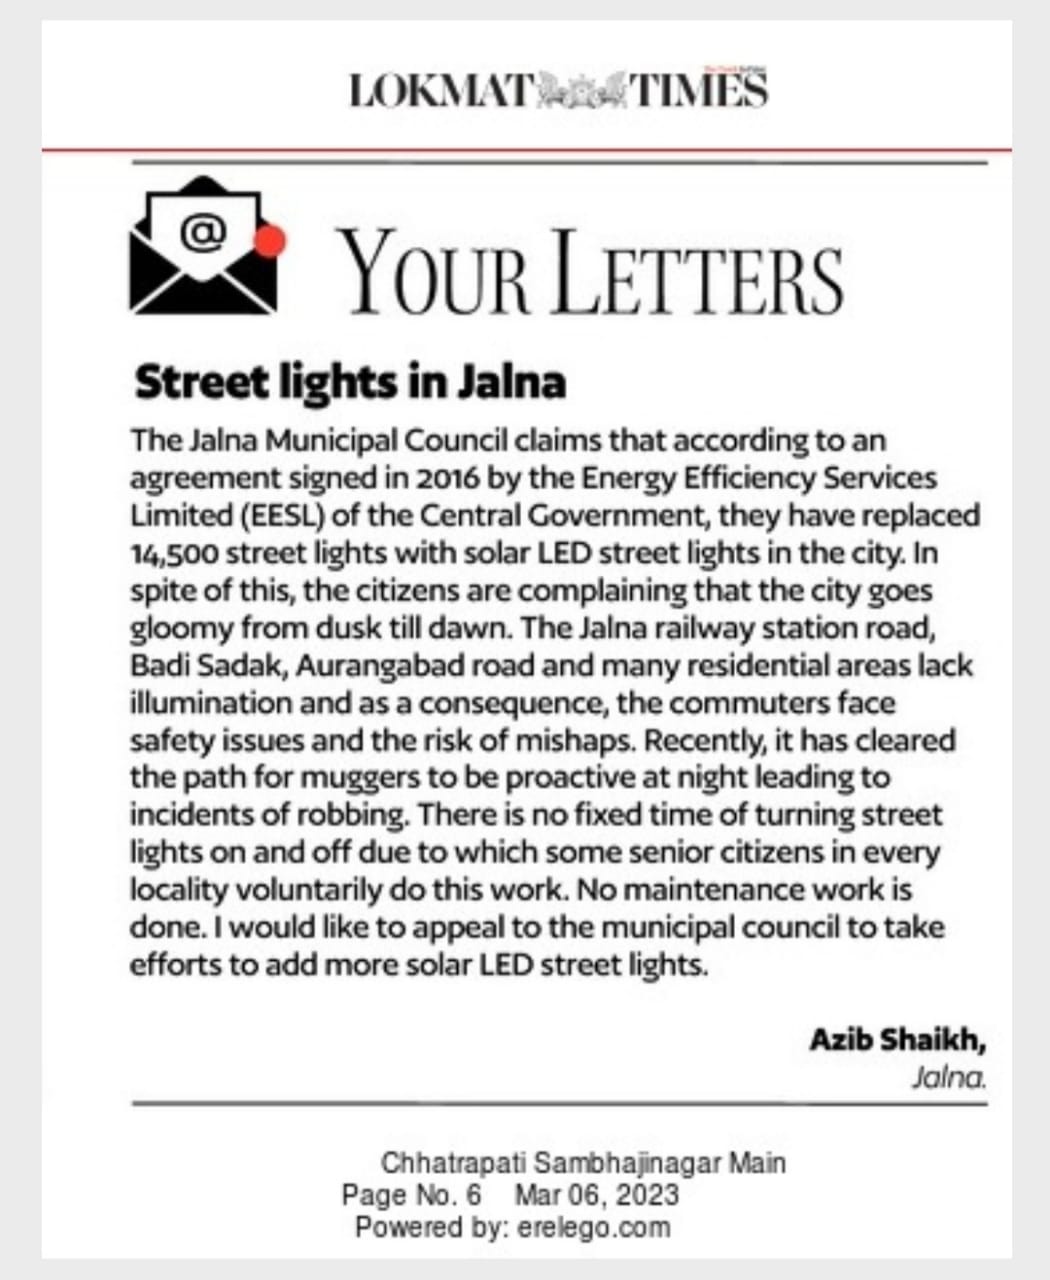 LOKMAT TIMES
@
YOUR LETTERS
Street lights in Jalna
The Jalna Municipal Council claims that according to an
agreement signed in 2016 by the Energy Efficiency Services
Limited (EESL) of the Central Government, they have replaced
14,500 street lights with solar LED street lights in the city. In
spite of this, the citizens are complaining that the city goes
gloomy from dusk till dawn. The Jalna railway station road,
Badi Sadak, Aurangabad road and many residential areas lack
illumination and as a consequence, the commuters face
safety issues and the risk of mishaps. Recently, it has cleared
the path for muggers to be proactive at night leading to
incidents of robbing. There is no fixed time of turning street
lights on and off due to which some senior citizens in every
locality voluntarily do this work. No maintenance work is
done. I would like to appeal to the municipal council to take
efforts to add more solar LED street lights.
Azib Shaikh,
Jalna.
Chhatrapati Sambhajinagar Main
Page No. 6 Mar 06, 2023
Powered by: erelego.com